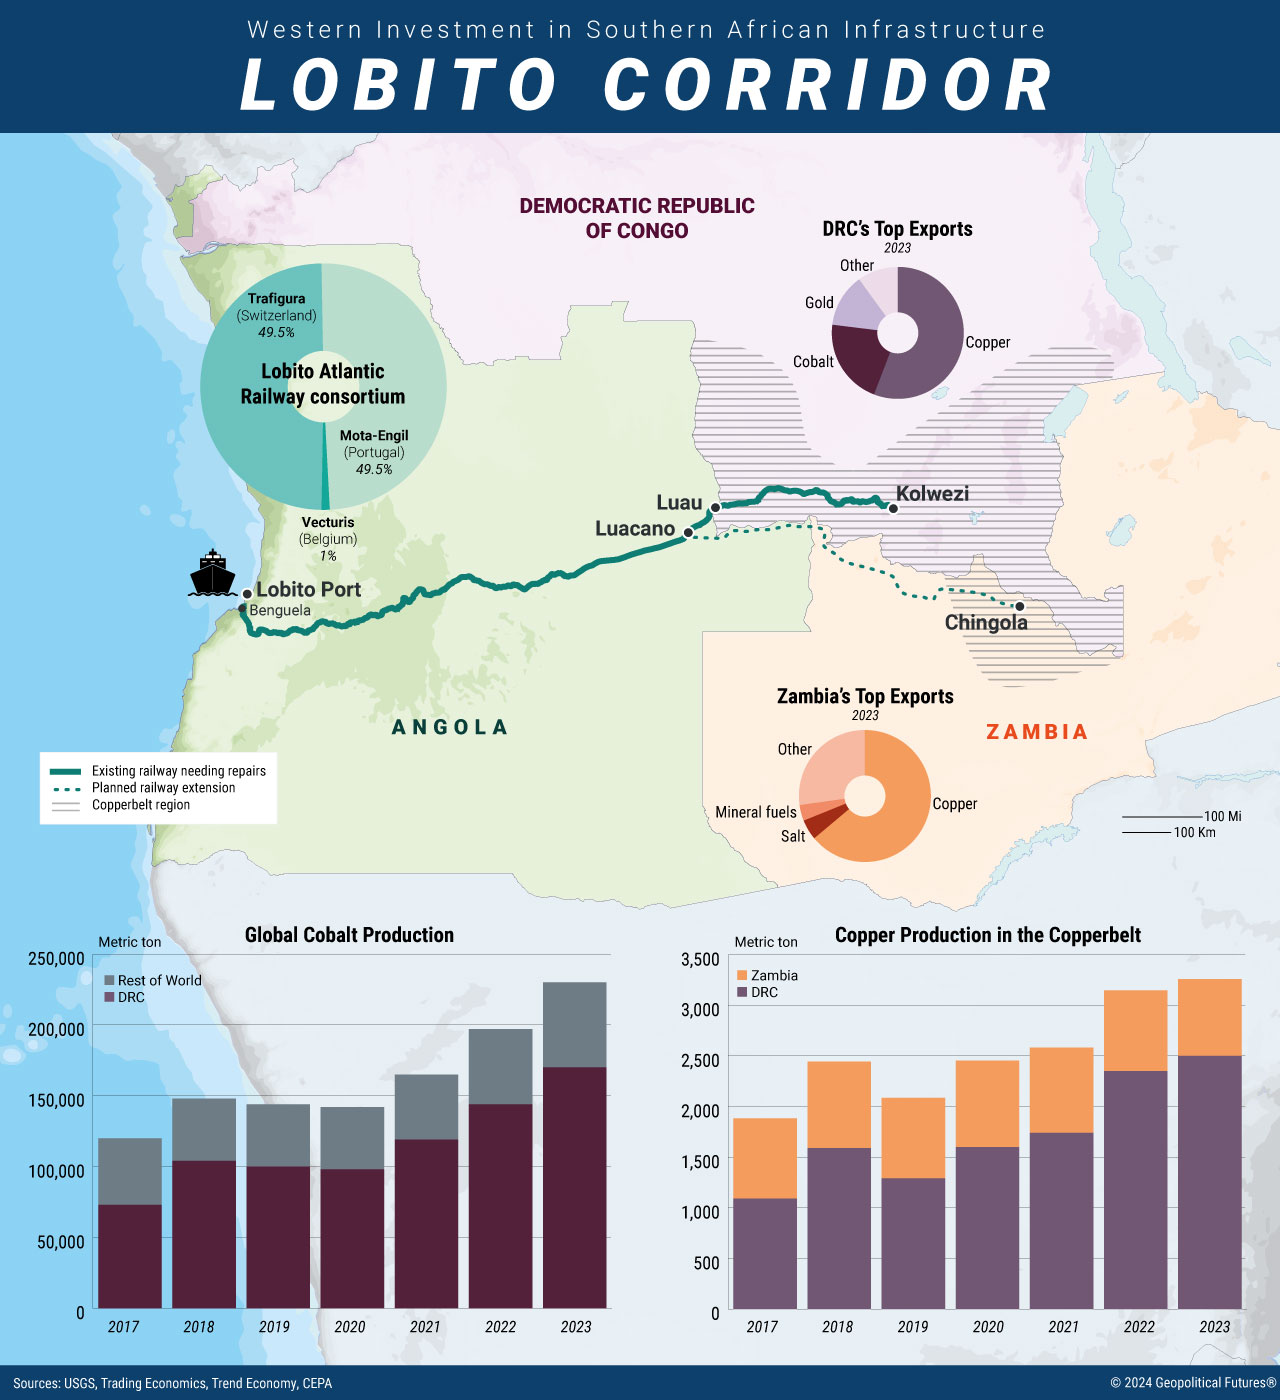 Western Investment in Southern African Infrastructure
LOBITO CORRIDOR
DEMOCRATIC REPUBLIC
OF CONGO
DRC's Top Exports
2023
Other
Gold
Cobalt
Copper
Trafigura
(Switzerland)
49.5%
Lobito Atlantic
Railway consortium
Mota-Engil
(Portugal)
49.5%
Vecturis
(Belgium)
1%
Luau
Kolwezi
Luacano
Lobito Port
Benguela
Chingola
ANGOLA
ZAMBIA
Zambia's Top Exports
2023
Other
Mineral fuels
Salt
Copper
Existing railway needing repairs
Planned railway extension
Copperbelt region
100 Mi
100 Km
Global Cobalt Production
Metric ton
250,000
200,000
150,000
100,000
50,000
0
Rest of World
DRC
2017 2018 2019 2020 2021 2022 2023
Copper Production in the Copperbelt
Metric ton
3,500
3,000
2,500
2,000
1,500
1,000
500
0
Zambia
DRC
2017 2018 2019 2020 2021 2022 2023
Sources: USGS, Trading Economics, Trend Economy, CEPA
© 2024 Geopolitical Futures®